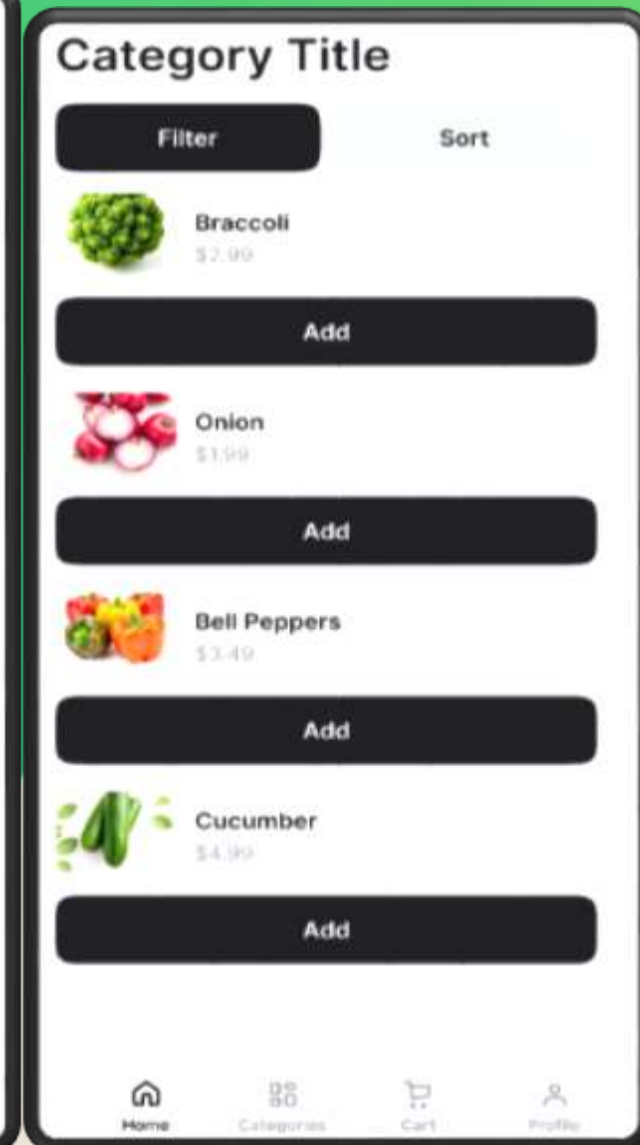 Category Title
Filter Sort
Braccoli
$2.99
Add
Onion
$1.99
Add
Bell Peppers
$3.49
Add
Cucumber
$4.99
Add
Home Categories Cart Profile